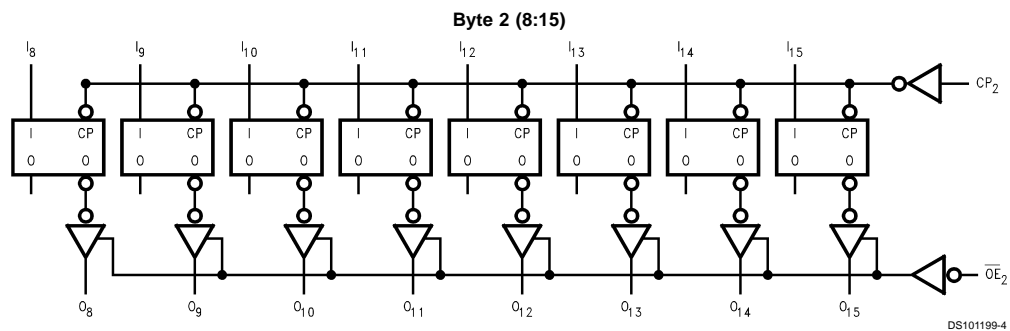 Byte 2 (8:15)
I8 I9 I10 I11 I12 I13 I14 I15
CP2
I CP I CP I CP I CP I CP I CP I CP I CP
O O O O O O O O O O O O O O O O
OE2
O8 O9 O10 O11 O12 O13 O14 O15
DS101199-4